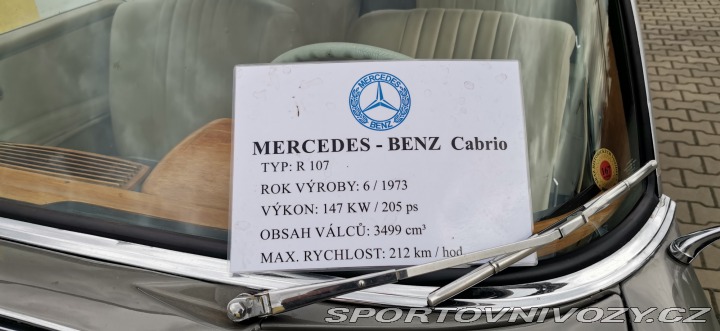 MERCEDES
BENZ
MERCEDES - BENZ Cabrio
TYP: R 107
ROK VÝROBY: 6 / 1973
VÝKON: 147 KW / 205 ps
OBSAH VÁLCŮ: 3499 cm³
MAX. RYCHLOST: 212 km / hod.
SPORTOVNIVOZY.CZ